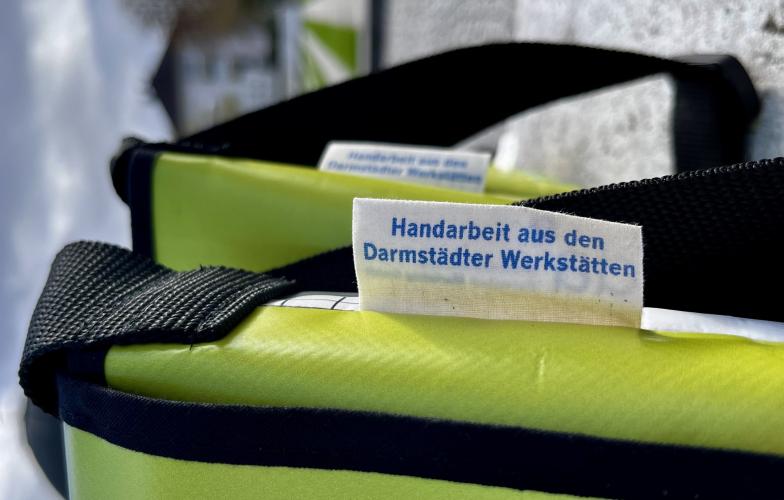 Handarbeit aus den
Darmstädter Werkstätten
Handarbeit aus den
Darmstädter Werkstätten